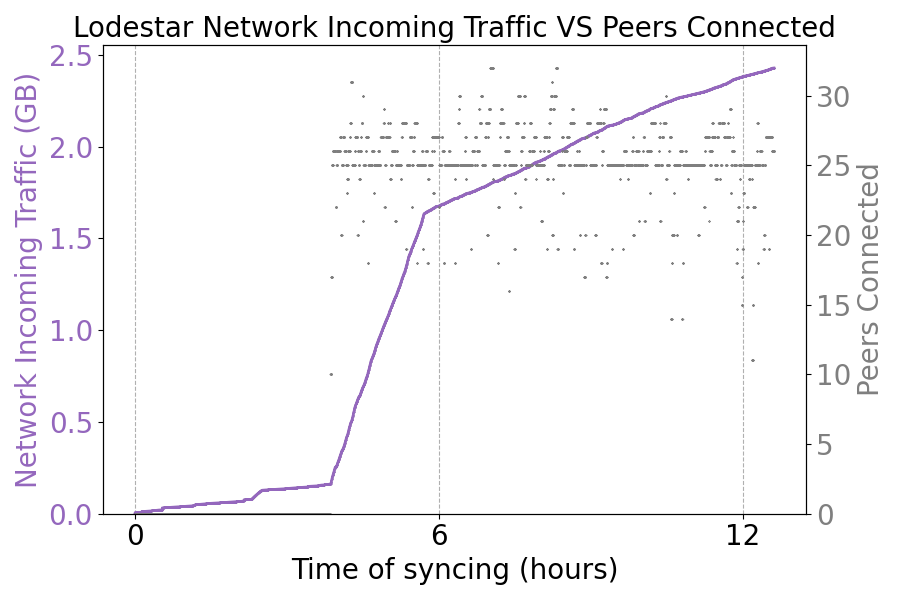 Lodestar Network Incoming Traffic VS Peers Connected
Network Incoming Traffic (GB)
2.5
2.0
1.5
1.0
0.5
0.0
30
25
20
15
10
5
0
Peers Connected
0 6 12
Time of syncing (hours)